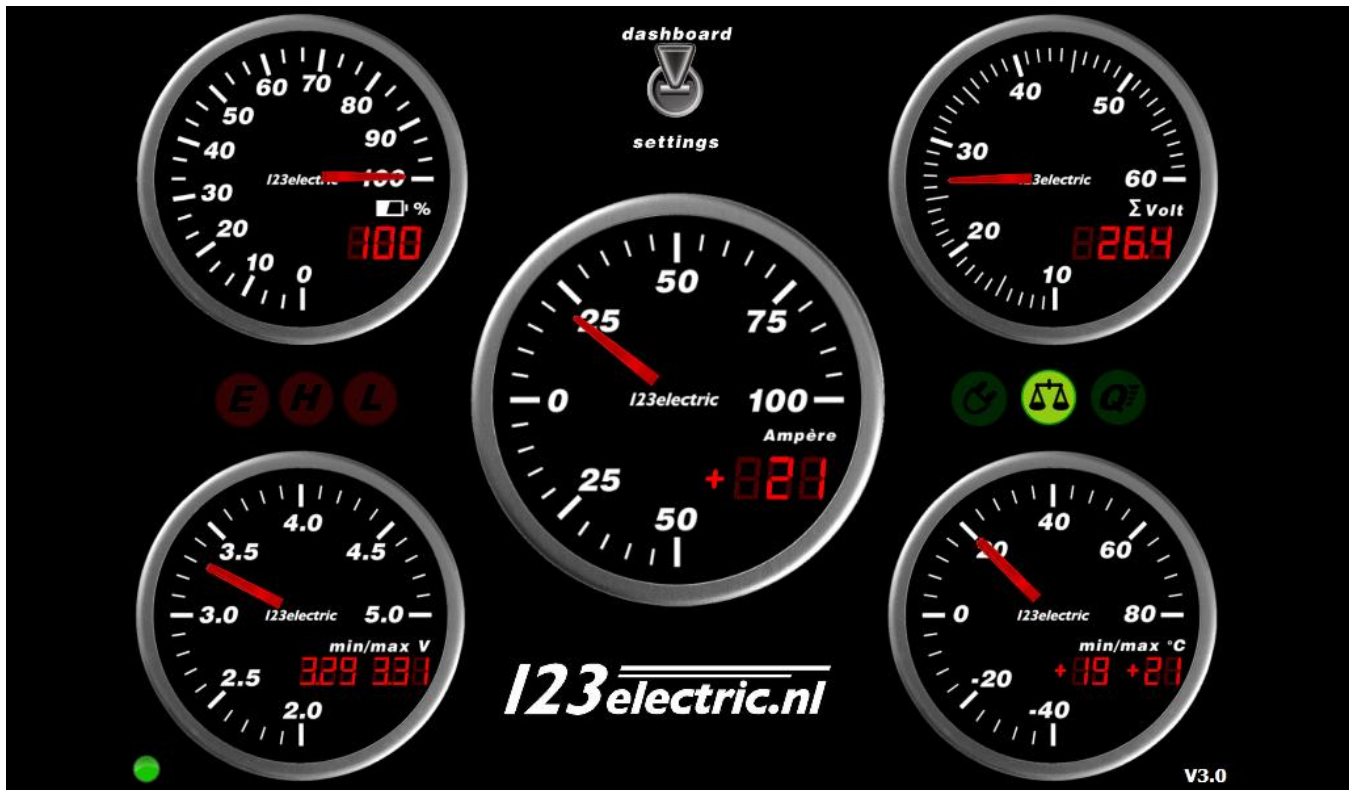 dashboard
settings
60 70
50 80
40 90
123electric 100
30 %
20 100
10 0
40 50
30
123electric 60
Σ Volt
20 26.4
10
50
25 75
0 123electric 100
Ampère
25 + 21
50
E H L
Q
4.0
3.5 4.5
3.0 123electric 5.0
min/max V
2.5 3.29 3.31
2.0
40
20 60
0 123electric 80
min/max °C
-20 +19 +21
-40
123electric.nl
V3.0